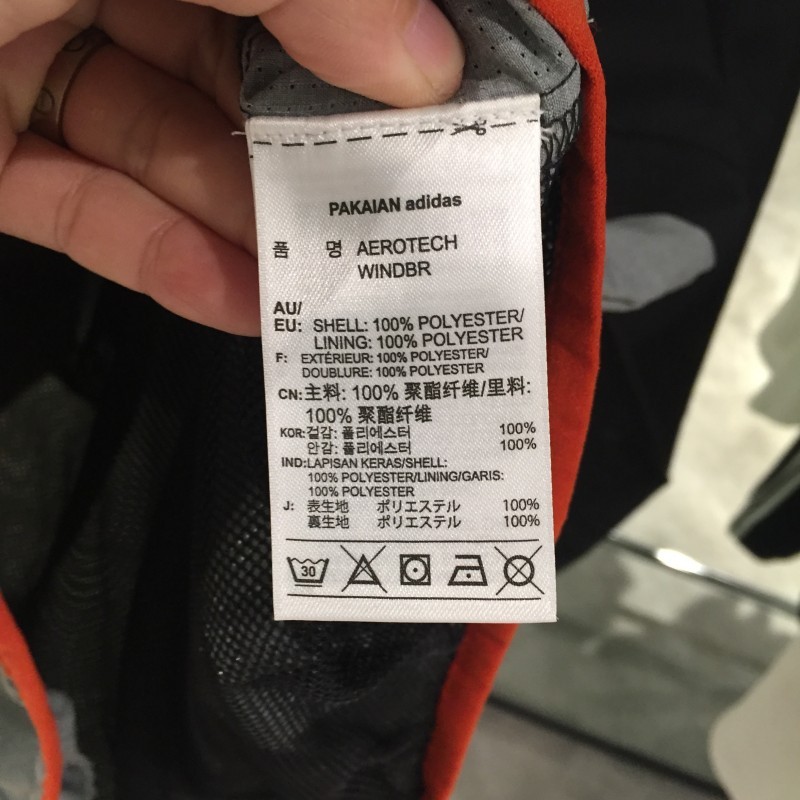 PAKAIAN adidas
품 명 AEROTECH
WINDBR
AU/
EU: SHELL: 100% POLYESTER/
LINING: 100% POLYESTER
F: EXTÉRIEUR: 100% POLYESTER/
DOUBLURE: 100% POLYESTER
CN: 主料: 100% 聚酯纤维/里料:
100% 聚酯纤维
KOR: 겉감: 폴리에스터 100%
안감: 폴리에스터 100%
IND: LAPISAN KERAS/SHELL:
100% POLYESTER/LINING/GARIS:
100% POLYESTER
J: 表生地 ポリエステル 100%
裏生地 ポリエステル 100%
30